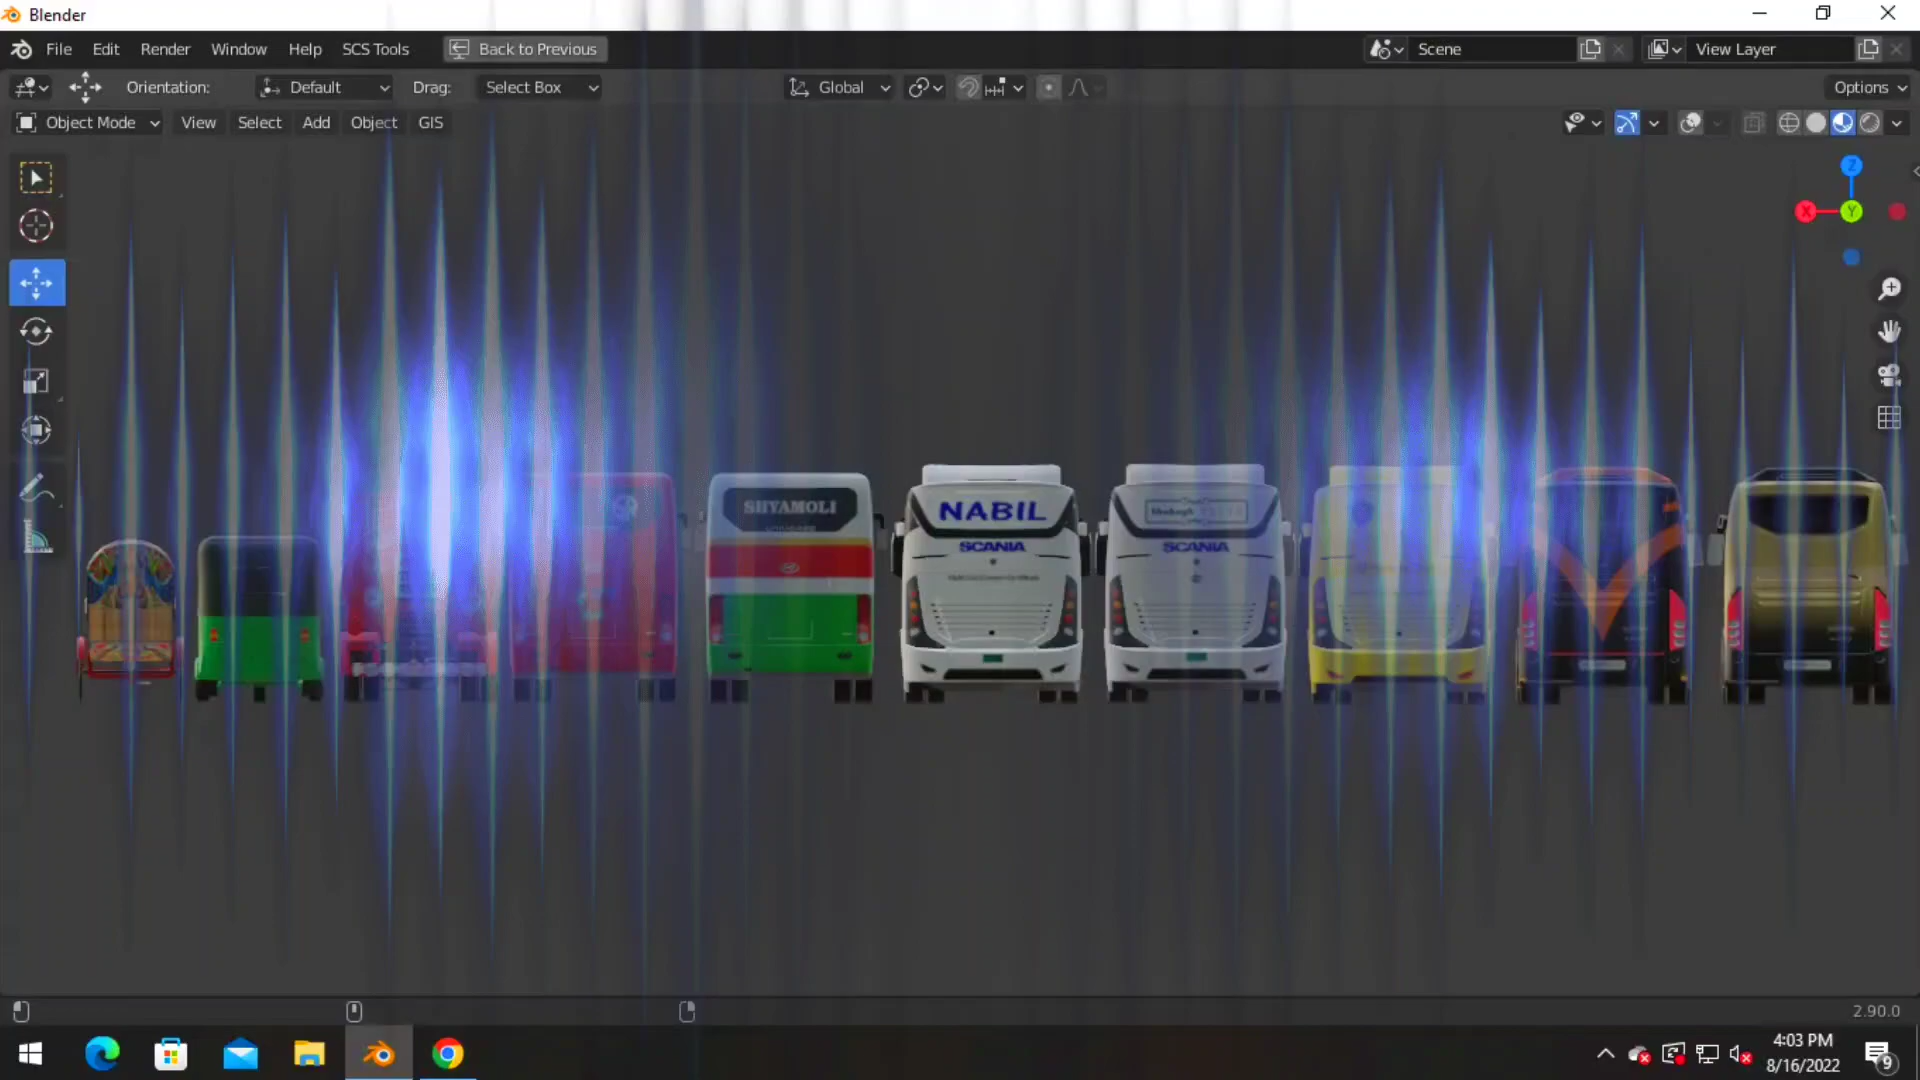 Blender
File Edit Render Window Help SCS Tools Back to Previous Scene View Layer
Orientation: Default Drag: Select Box Global Options
Object Mode View Select Add Object GIS
Z
X Y
SHYAMOLI
NABIL
SCANIA SCANIA
2.90.0
4:03 PM
8/16/2022
9